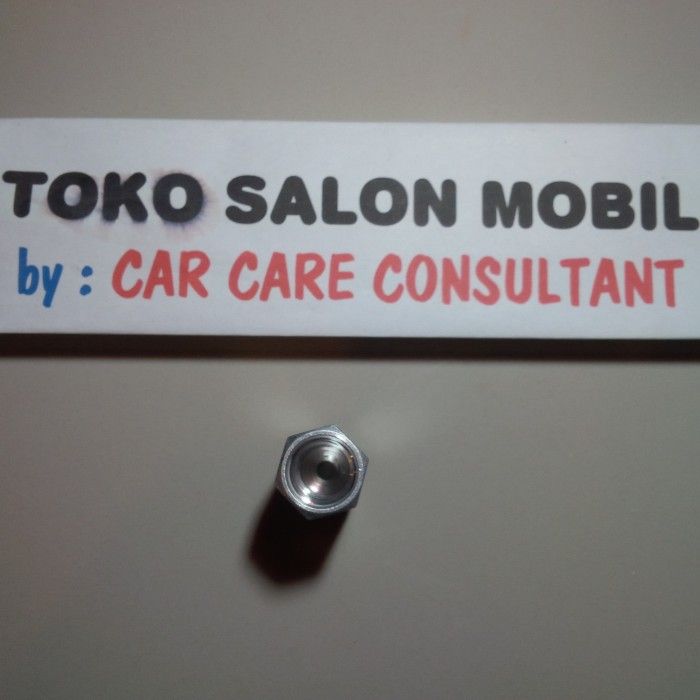 TOKO SALON MOBIL
by : CAR CARE CONSULTANT